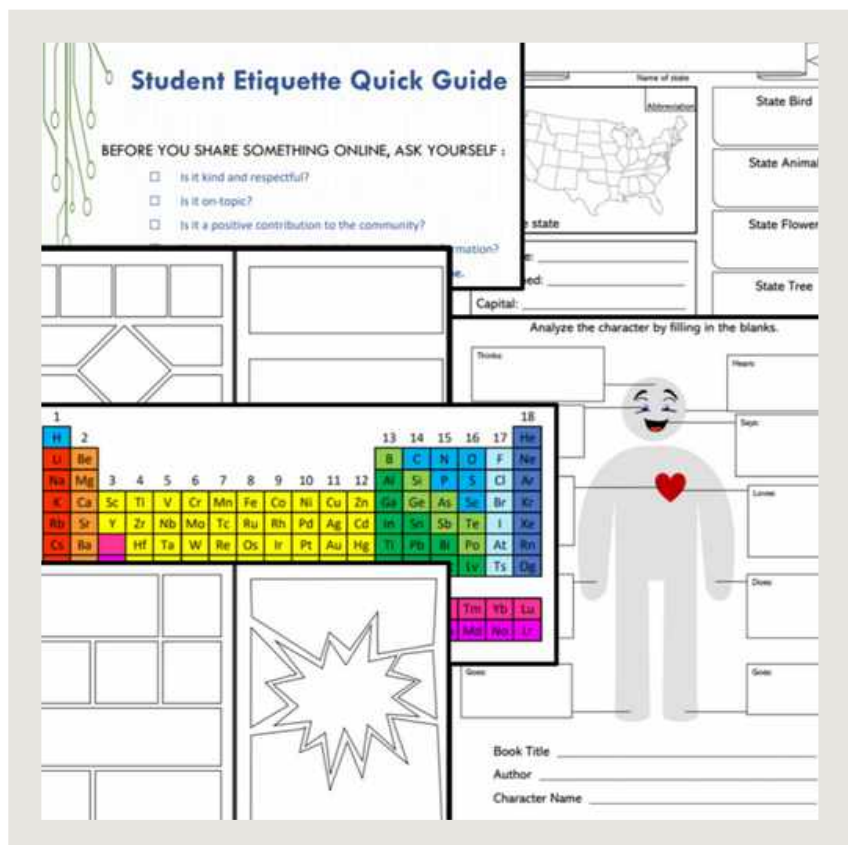 Student Etiquette Quick Guide
BEFORE YOU SHARE SOMETHING ONLINE, ASK YOURSELF :
Is it kind and respectful?
Is it on-topic?
Is it a positive contribution to the community?
rmation?
e.
Name of state
Abbreviation
State Bird
State Animal
State Flower
State Tree
e state
e:
ed:
Capital:
Analyze the character by filling in the blanks.
Thinks:
Hears:
Says:
Loves:
Does:
Goes:
Goes:
Book Title
Author
Character Name
1 18
H 2 13 14 15 16 17 He
Li Be B C N O F Ne
Na Mg 3 4 5 6 7 8 9 10 11 12 Al Si P S Cl Ar
K Ca Sc Ti V Cr Mn Fe Co Ni Cu Zn Ga Ge As Se Br Kr
Rb Sr Y Zr Nb Mo Tc Ru Rh Pd Ag Cd In Sn Sb Te I Xe
Cs Ba Hf Ta W Re Os Ir Pt Au Hg Tl Pb Bi Po At Rn
Lv Ts Og
Tm Yb Lu
Md No Lr